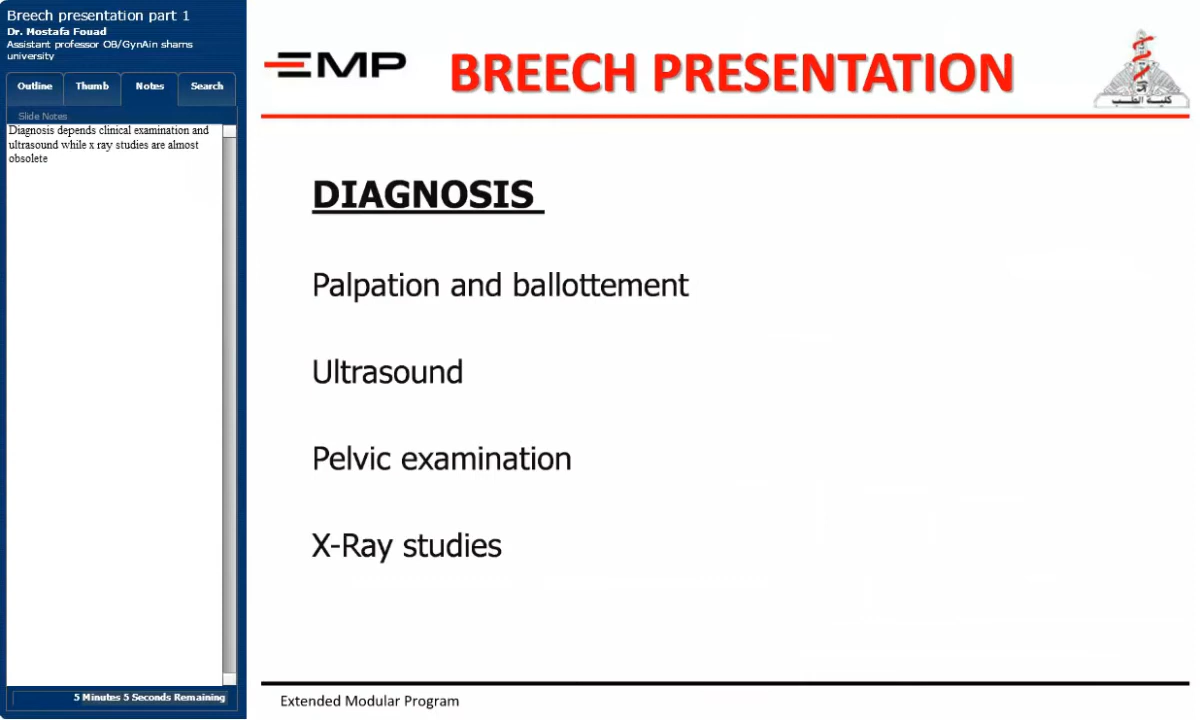 Breech presentation part 1
Dr. Mostafa Fouad
Assistant professor OB/GynAin shams
university
Outline
Thumb
Notes
Search
Slide Notes
Diagnosis depends clinical examination and
ultrasound while x ray studies are almost
obsolete
5 Minutes 5 Seconds Remaining
EMP
BREECH PRESENTATION
كلية الطب
DIAGNOSIS
Palpation and ballottement
Ultrasound
Pelvic examination
X-Ray studies
Extended Modular Program